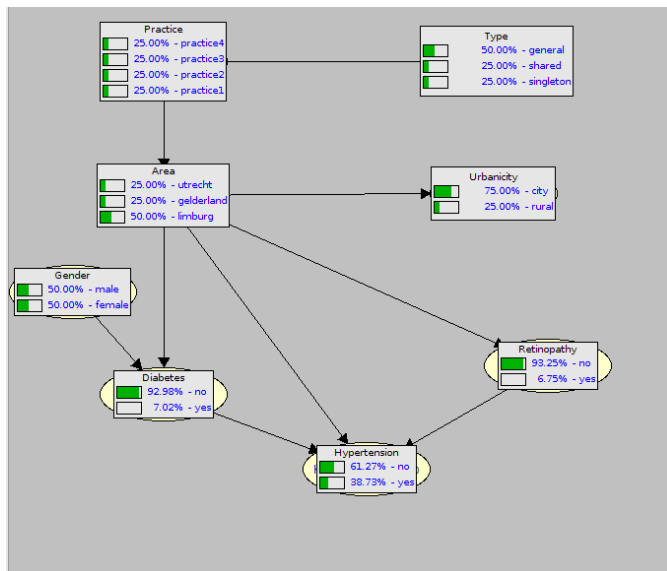 Practice
25.00% - practice4
25.00% - practice3
25.00% - practice2
25.00% - practice1
Type
50.00% - general
25.00% - shared
25.00% - singleton
Area
25.00% - utrecht
25.00% - gelderland
50.00% - limburg
Urbanicity
75.00% - city
25.00% - rural
Gender
50.00% - male
50.00% - female
Diabetes
92.98% - no
7.02% - yes
Retinopathy
93.25% - no
6.75% - yes
Hypertension
61.27% - no
38.73% - yes